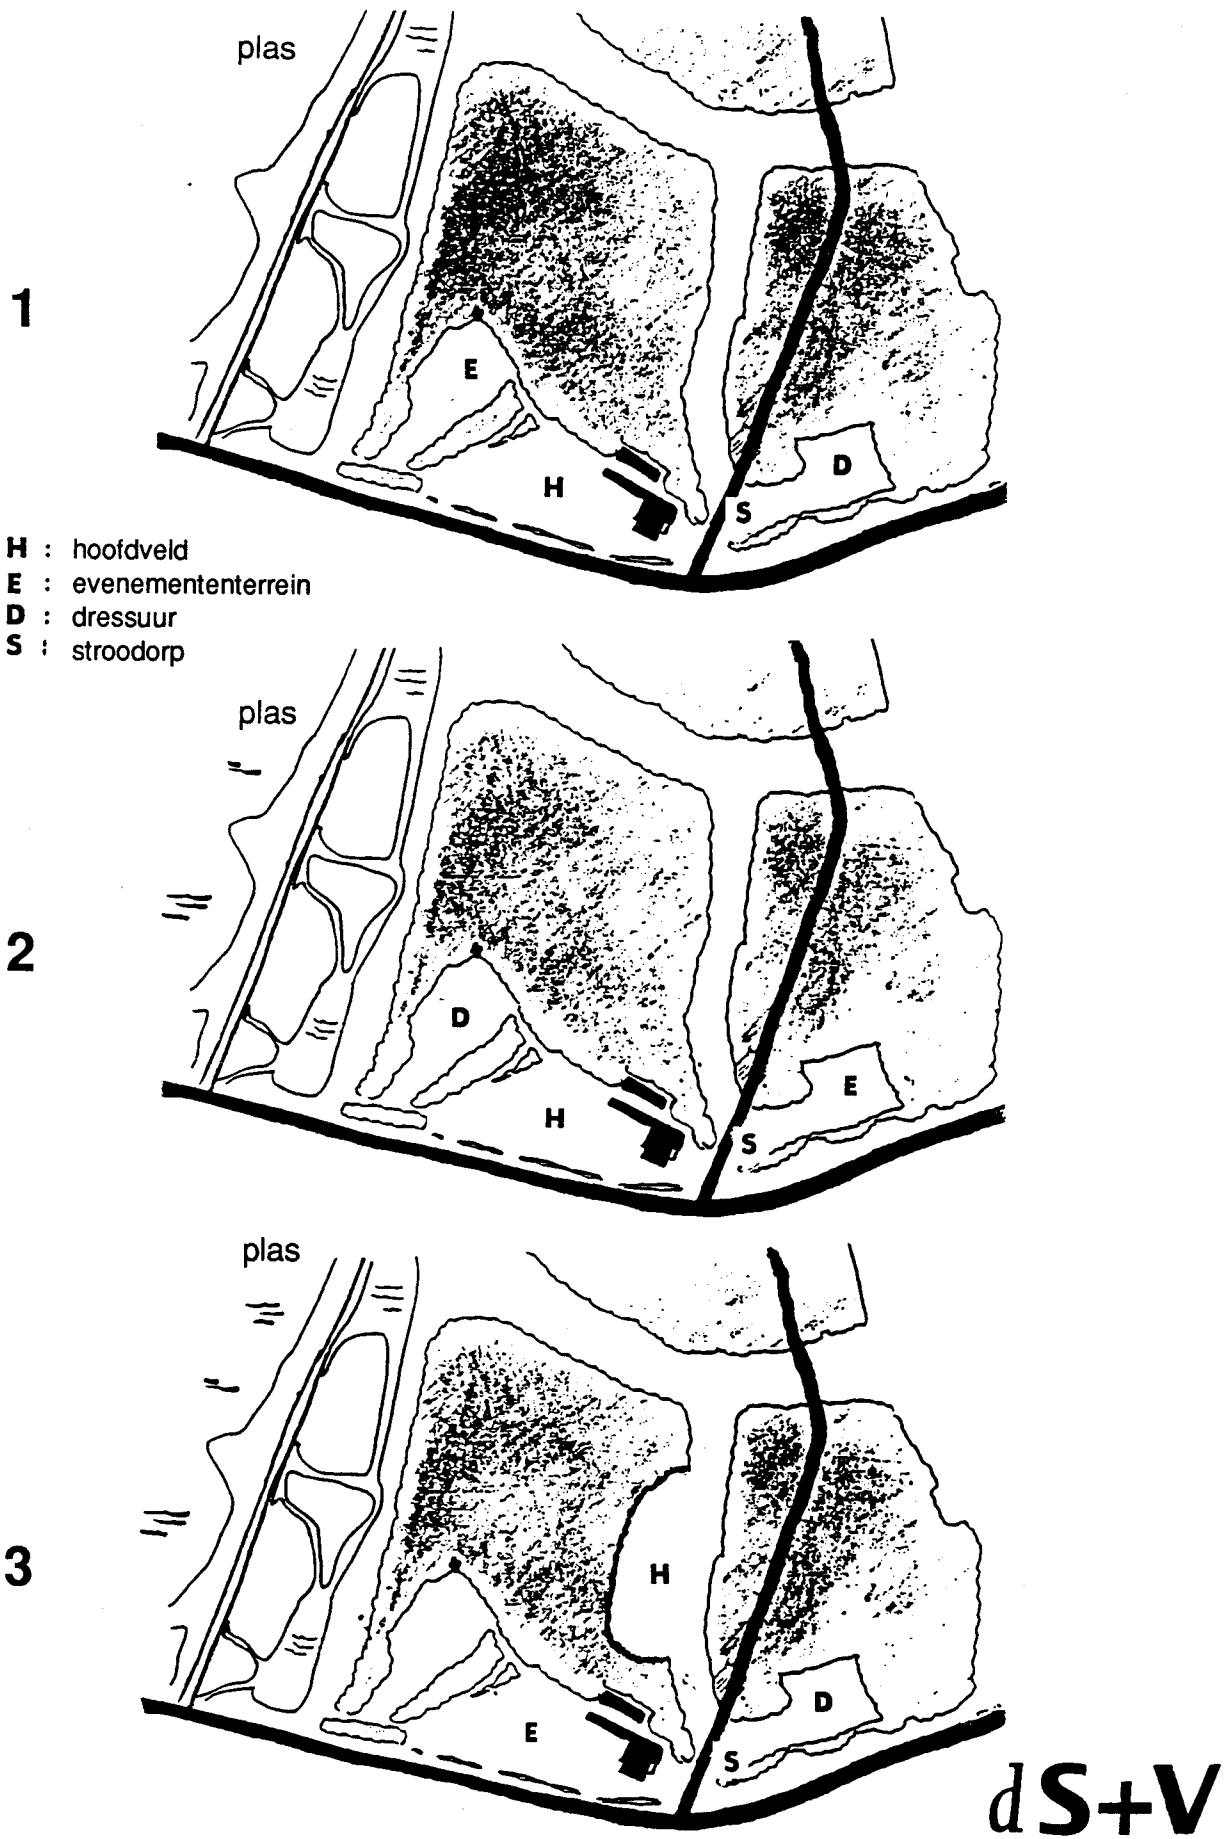 plas
1
E
D
H
S
H : hoofdveld
E : evenemententerrein
D : dressuur
S : stroodorp
plas
2
D
E
H
S
plas
3
H
D
E
S
dS+V